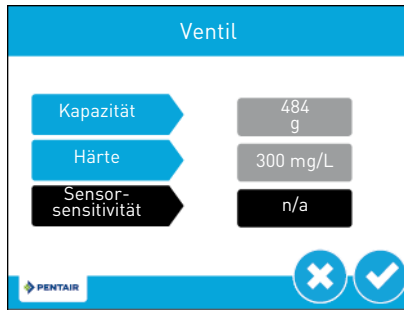 Ventil
Kapazität
484
g
Härte
300 mg/L
Sensor-
sensitivität
n/a
PENTAIR